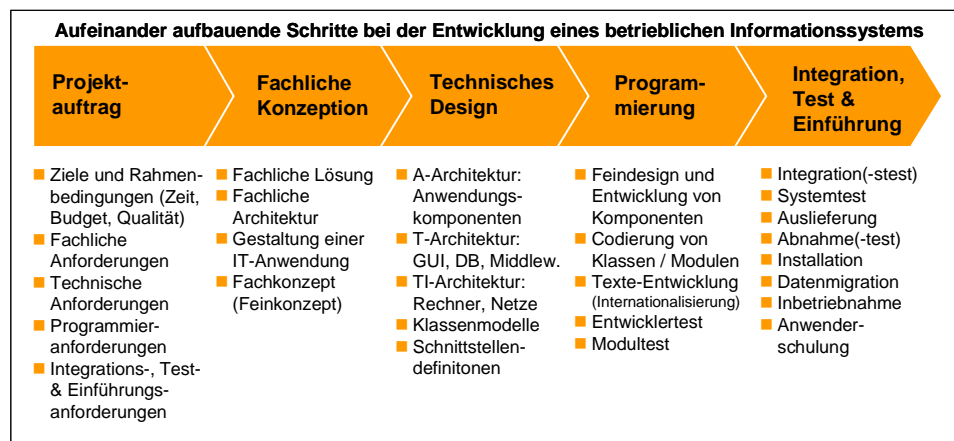 Aufeinander aufbauende Schritte bei der Entwicklung eines betrieblichen Informationssystems
Projekt-
auftrag
Fachliche
Konzeption
Technisches
Design
Program-
mierung
Integration,
Test &
Einführung
Ziele und Rahmen-
bedingungen (Zeit,
Budget, Qualität)
Fachliche
Anforderungen
Technische
Anforderungen
Programmier-
anforderungen
Integrations-, Test-
& Einführungs-
anforderungen
Fachliche Lösung
Fachliche
Architektur
Gestaltung einer
IT-Anwendung
Fachkonzept
(Feinkonzept)
A-Architektur:
Anwendungs-
komponenten
T-Architektur:
GUI, DB, Middlew.
TI-Architektur:
Rechner, Netze
Klassenmodelle
Schnittstellen-
definitonen
Feindesign und
Entwicklung von
Komponenten
Codierung von
Klassen / Modulen
Texte-Entwicklung
(Internationalisierung)
Entwicklertest
Modultest
Integration(-stest)
Systemtest
Auslieferung
Abnahme(-test)
Installation
Datenmigration
Inbetriebnahme
Anwender-
schulung